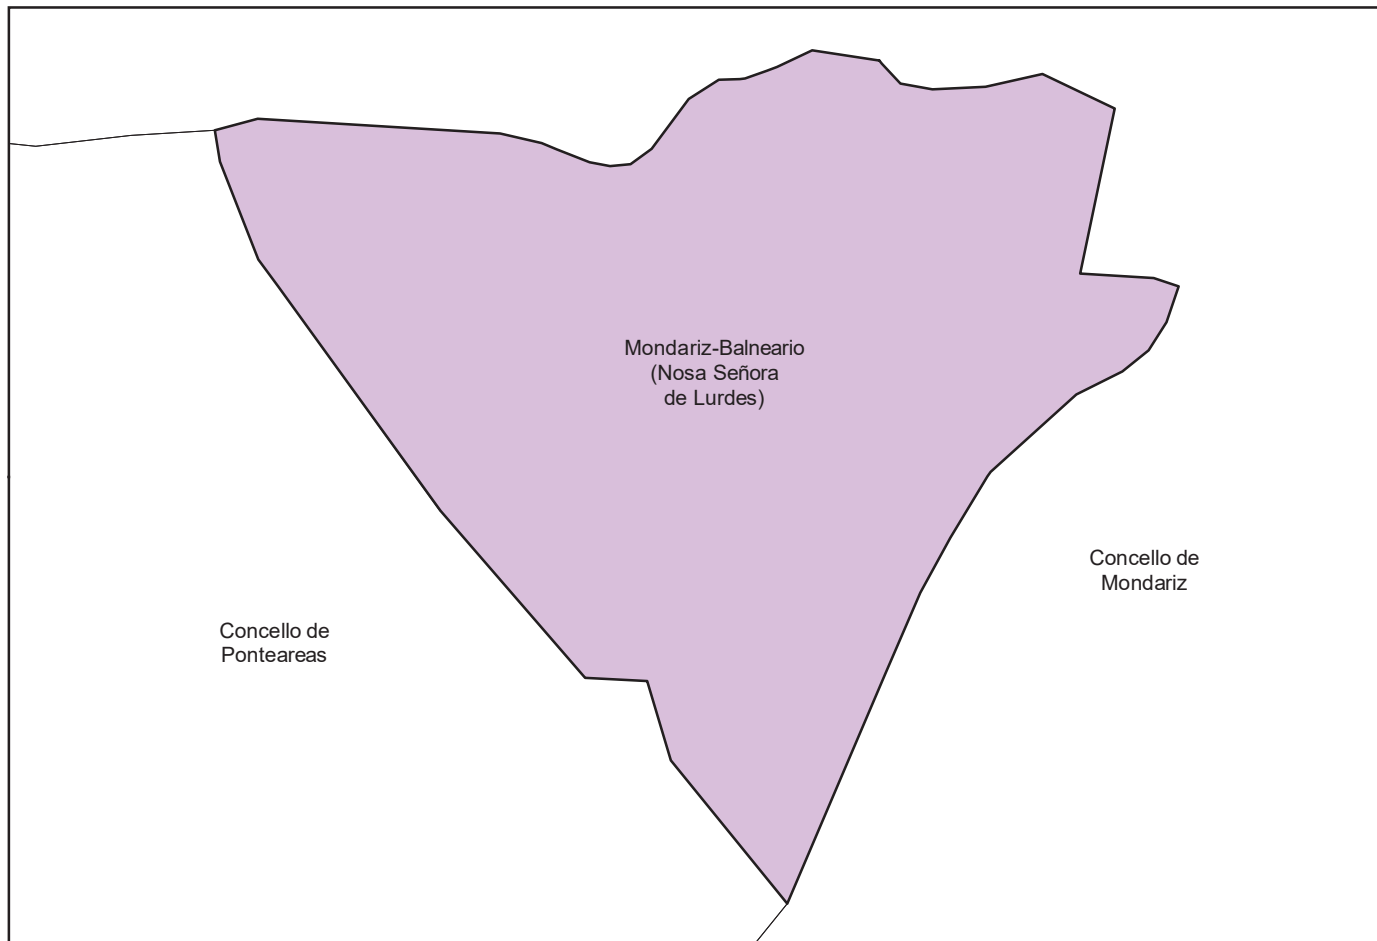 Mondariz-Balneario
(Nosa Señora
de Lurdes)
Concello de
Mondariz
Concello de
Ponteareas